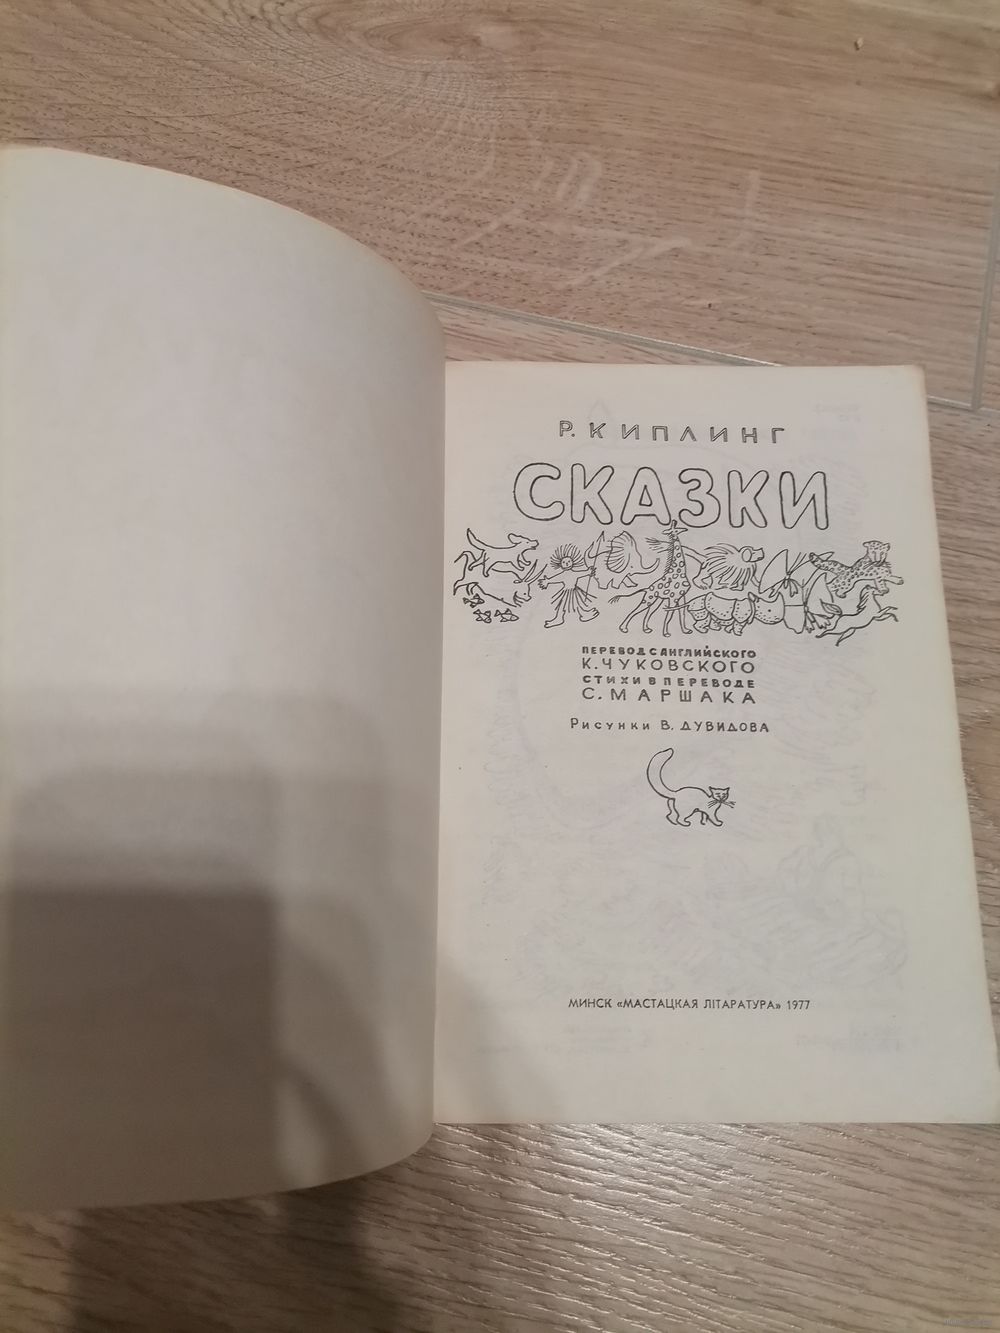 Р. КИПЛИНГ
СКАЗКИ
ПЕРЕВОД С АНГЛИЙСКОГО
К. ЧУКОВСКОГО
СТИХИ В ПЕРЕВОДЕ
С. МАРШАКА
РИСУНКИ В. ДУВИДОВА
МИНСК «МАСТАЦКАЯ ЛІТАРАТУРА» 1977